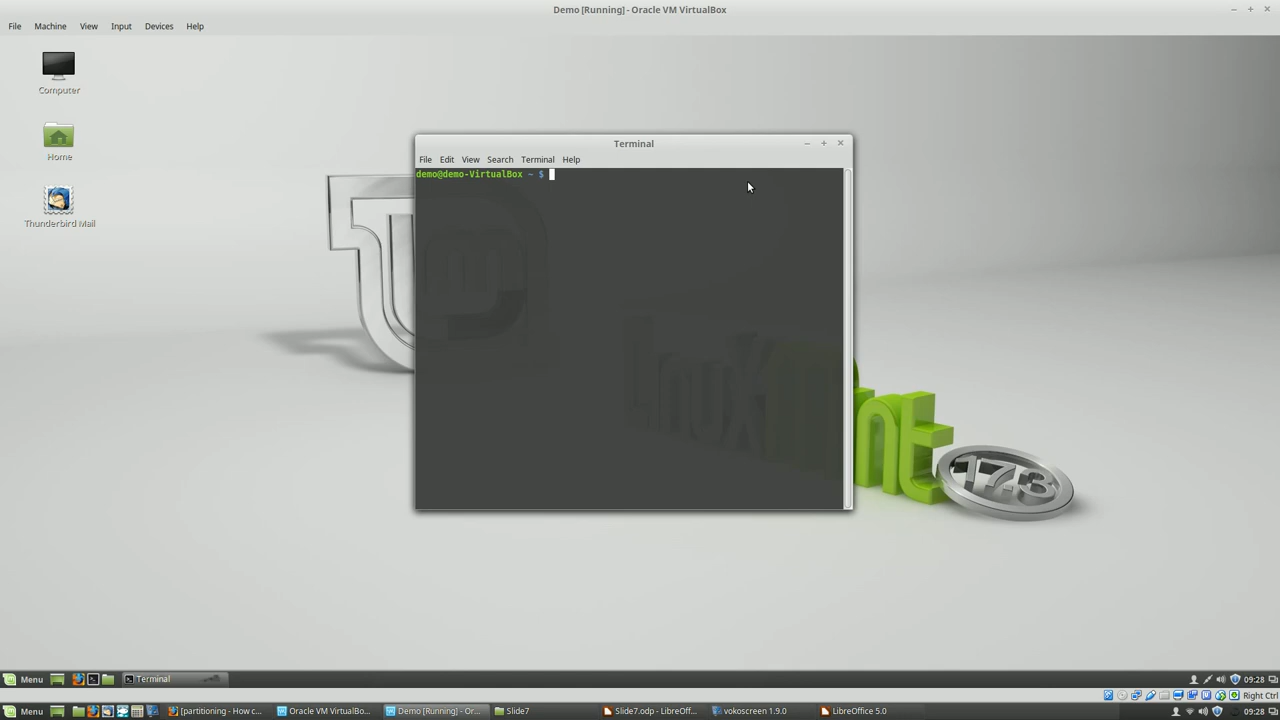 Demo [Running] - Oracle VM VirtualBox
File Machine View Input Devices Help
Computer
Home
Thunderbird Mail
Terminal
File Edit View Search Terminal Help
demo@demo-VirtualBox ~ $
17.3
Menu Terminal 09:28
Right Ctrl
Menu [partitioning - How c... Oracle VM VirtualBo... Demo [Running] - Or... Slide7 Slide7.odp - LibreOff... vokoscreen 1.9.0 LibreOffice 5.0 09:28